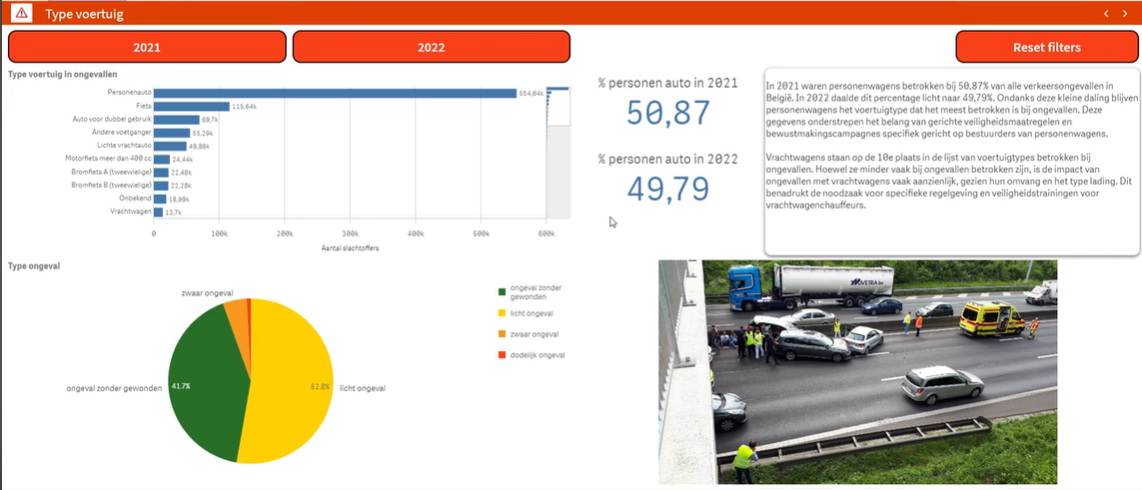 Type voertuig
2021
2022
Reset filters
Type voertuig in ongevallen
Personenauto
554,84k
Fiets
115,64k
Auto voor dubbel gebruik
69,7k
Andere voetganger
55,29k
Lichte vrachtauto
49,86k
Motorfiets meer dan 400 cc
24,44k
Bromfiets A (tweewielige)
22,48k
Bromfiets B (tweewielige)
22,28k
Onbekend
18,99k
Vrachtwagen
13,7k
0
100k
200k
300k
400k
500k
600k
Aantal slachtoffers
% personen auto in 2021
50,87
% personen auto in 2022
49,79
In 2021 waren personenwagens betrokken bij 50,87% van alle verkeersongevallen in
België. In 2022 daalde dit percentage licht naar 49,79%. Ondanks deze kleine daling blijven
personenwagens het voertuigtype dat het meest betrokken is bij ongevallen. Deze
gegevens onderstrepen het belang van gerichte veiligheidsmaatregelen en
bewustmakingscampagnes specifiek gericht op bestuurders van personenwagens.
Vrachtwagens staan op de 10e plaats in de lijst van voertuigtypes betrokken bij
ongevallen. Hoewel ze minder vaak bij ongevallen betrokken zijn, is de impact van
ongevallen met vrachtwagens vaak aanzienlijk, gezien hun omvang en het type lading. Dit
benadrukt de noodzaak voor specifieke regelgeving en veiligheidstrainingen voor
vrachtwagenchauffeurs.
Type ongeval
zwaar ongeval
ongeval zonder gewonden
41.7%
52.8%
licht ongeval
ongeval zonder
gewonden
licht ongeval
zwaar ongeval
dodelijk ongeval